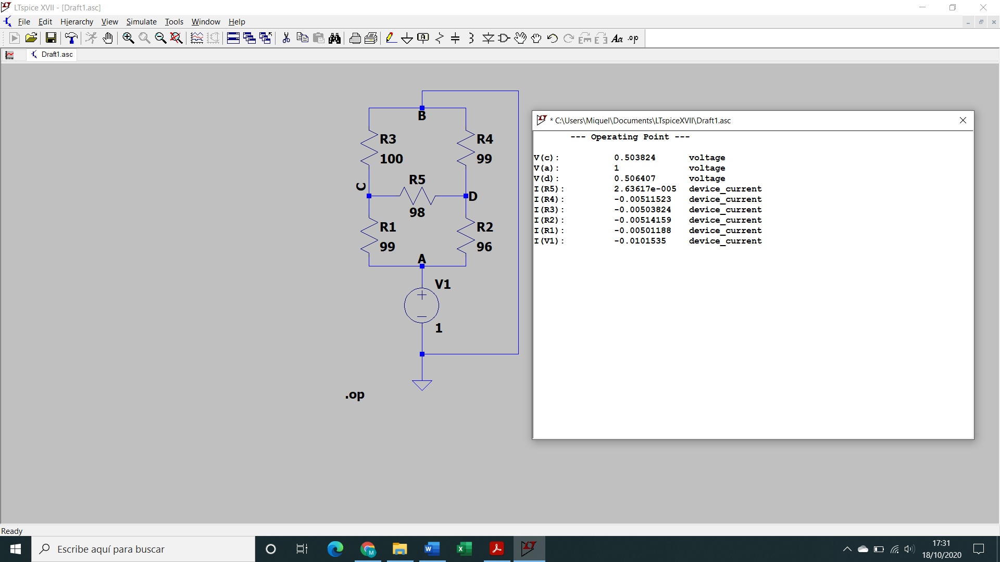 LTspice XVII - [Draft1.asc]
File Edit Hierarchy View Simulate Tools Window Help
Aa .op
Draft1.asc
B
R3
100
R4
99
C
R5
98
D
R1
99
R2
96
A
V1
1
.op
* C:\Users\Miquel\Documents\LTspiceXVII\Draft1.asc
--- Operating Point ---
V(c): 0.503824 voltage
V(a): 1 voltage
V(d): 0.506407 voltage
I(R5): 2.63617e-005 device_current
I(R4): -0.00511523 device_current
I(R3): -0.00503824 device_current
I(R2): -0.00514159 device_current
I(R1): -0.00501188 device_current
I(V1): -0.0101535 device_current
Ready
Escribe aquí para buscar
17:31
18/10/2020